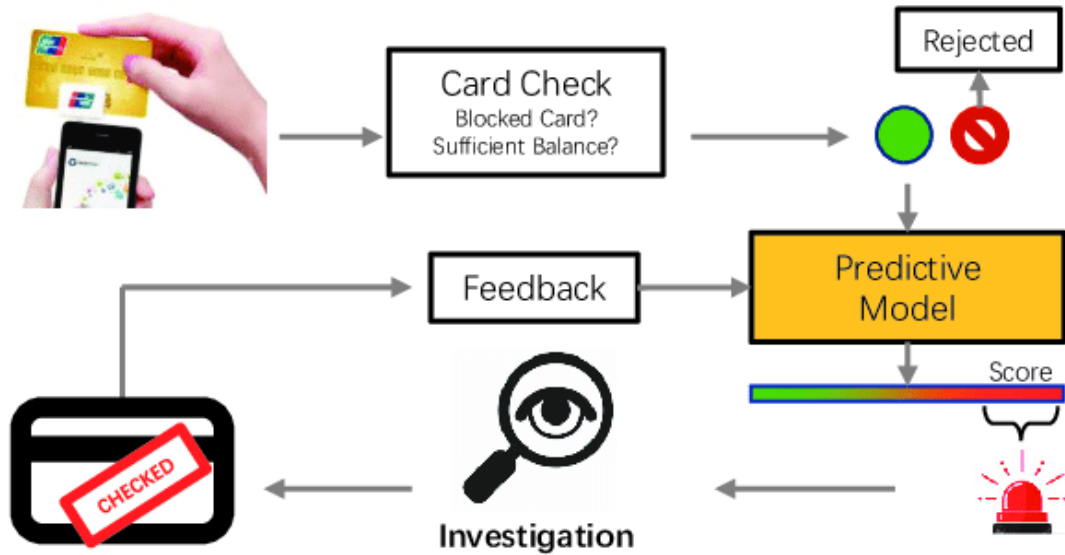 Rejected
Card Check
Blocked Card?
Sufficient Balance?
Feedback
Predictive
Model
Score
CHECKED
Investigation